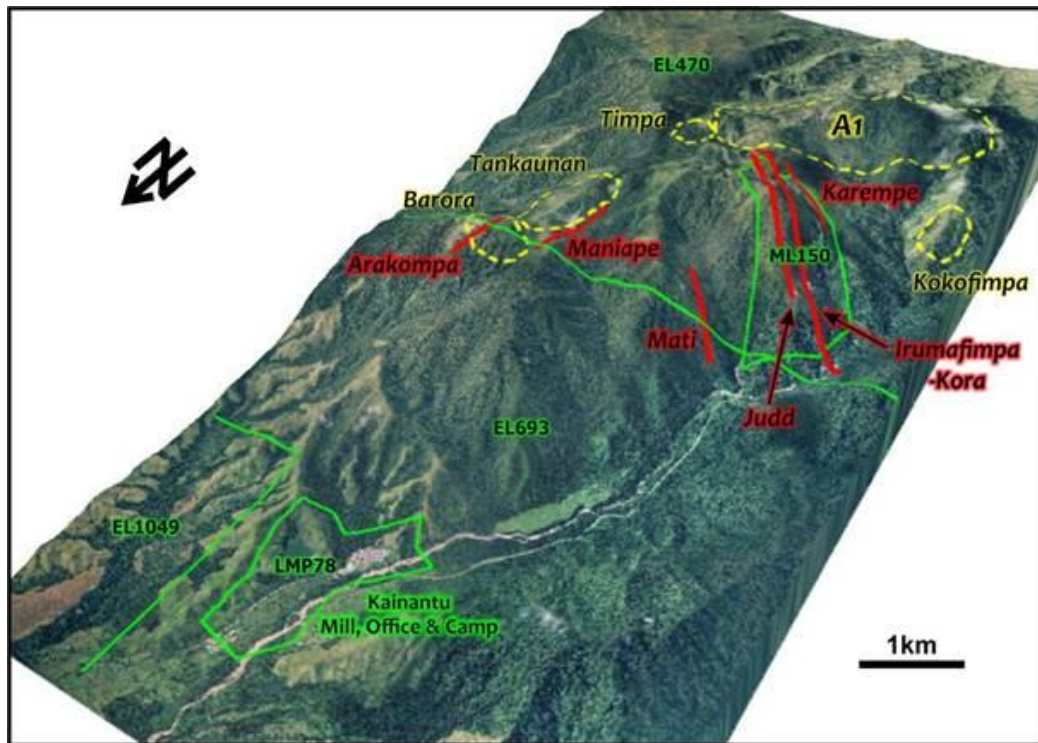 EL470
Timpa
A1
Tankaunan
Barora
Karempe
Arakompa
Maniape
ML150
Kokofimpa
Mati
Irumafimpa
-Kora
Judd
EL693
EL1049
LMP78
Kainantu
Mill, Office & Camp
1km
N